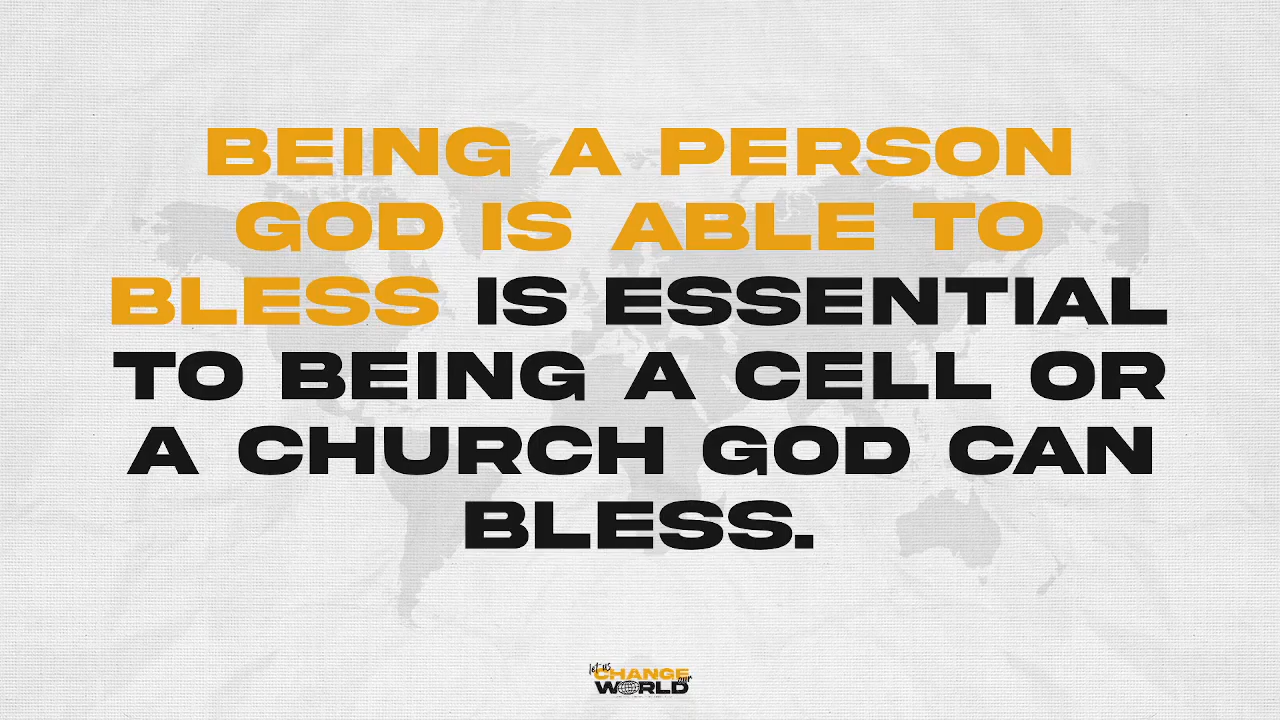 BEING A PERSON
GOD IS ABLE TO
BLESS IS ESSENTIAL
TO BEING A CELL OR
A CHURCH GOD CAN
BLESS.
let us
CHANGE
our
WORLD